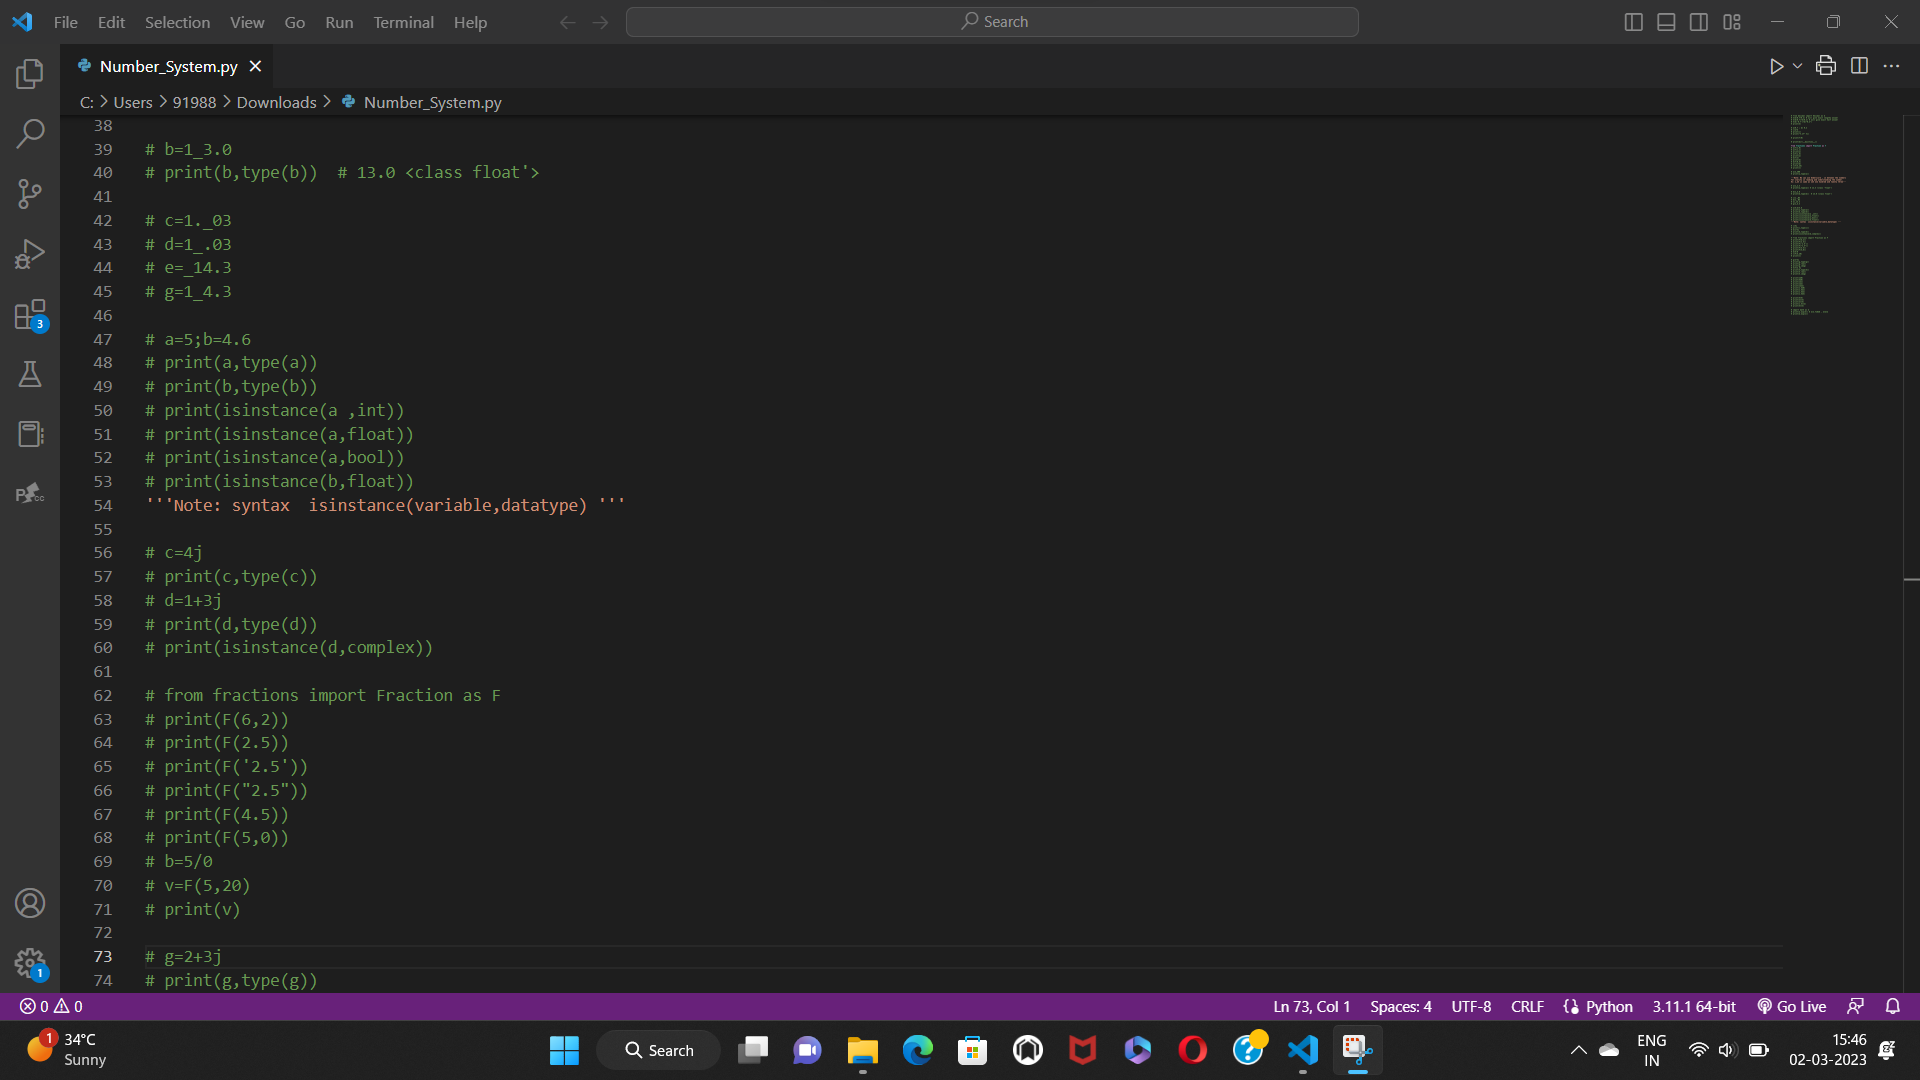 File Edit Selection View Go Run Terminal Help Search
Number_System.py
C: > Users > 91988 > Downloads > Number_System.py
38
39 # b=1_3.0
40 # print(b,type(b))  # 13.0 <class float'>
41
42 # c=1._03
43 # d=1_.03
44 # e=_14.3
45 # g=1_4.3
46
47 # a=5;b=4.6
48 # print(a,type(a))
49 # print(b,type(b))
50 # print(isinstance(a ,int))
51 # print(isinstance(a,float))
52 # print(isinstance(a,bool))
53 # print(isinstance(b,float))
54 '''Note: syntax  isinstance(variable,datatype) '''
55
56 # c=4j
57 # print(c,type(c))
58 # d=1+3j
59 # print(d,type(d))
60 # print(isinstance(d,complex))
61
62 # from fractions import Fraction as F
63 # print(F(6,2))
64 # print(F(2.5))
65 # print(F('2.5'))
66 # print(F("2.5"))
67 # print(F(4.5))
68 # print(F(5,0))
69 # b=5/0
70 # v=F(5,20)
71 # print(v)
72
73 # g=2+3j
74 # print(g,type(g))
3
1
0 0 Ln 73, Col 1 Spaces: 4 UTF-8 CRLF Python 3.11.1 64-bit Go Live
1 34°C
Sunny
Search
ENG
IN
15:46
02-03-2023